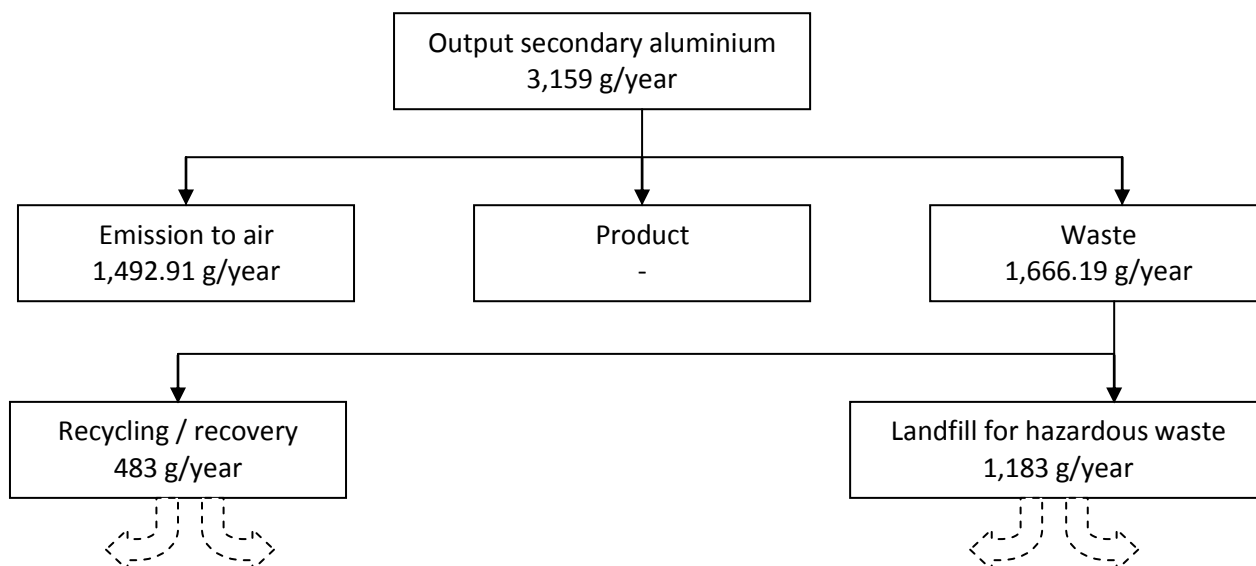 Output secondary aluminium
3,159 g/year
Emission to air
1,492.91 g/year
Product
-
Waste
1,666.19 g/year
Recycling / recovery
483 g/year
Landfill for hazardous waste
1,183 g/year